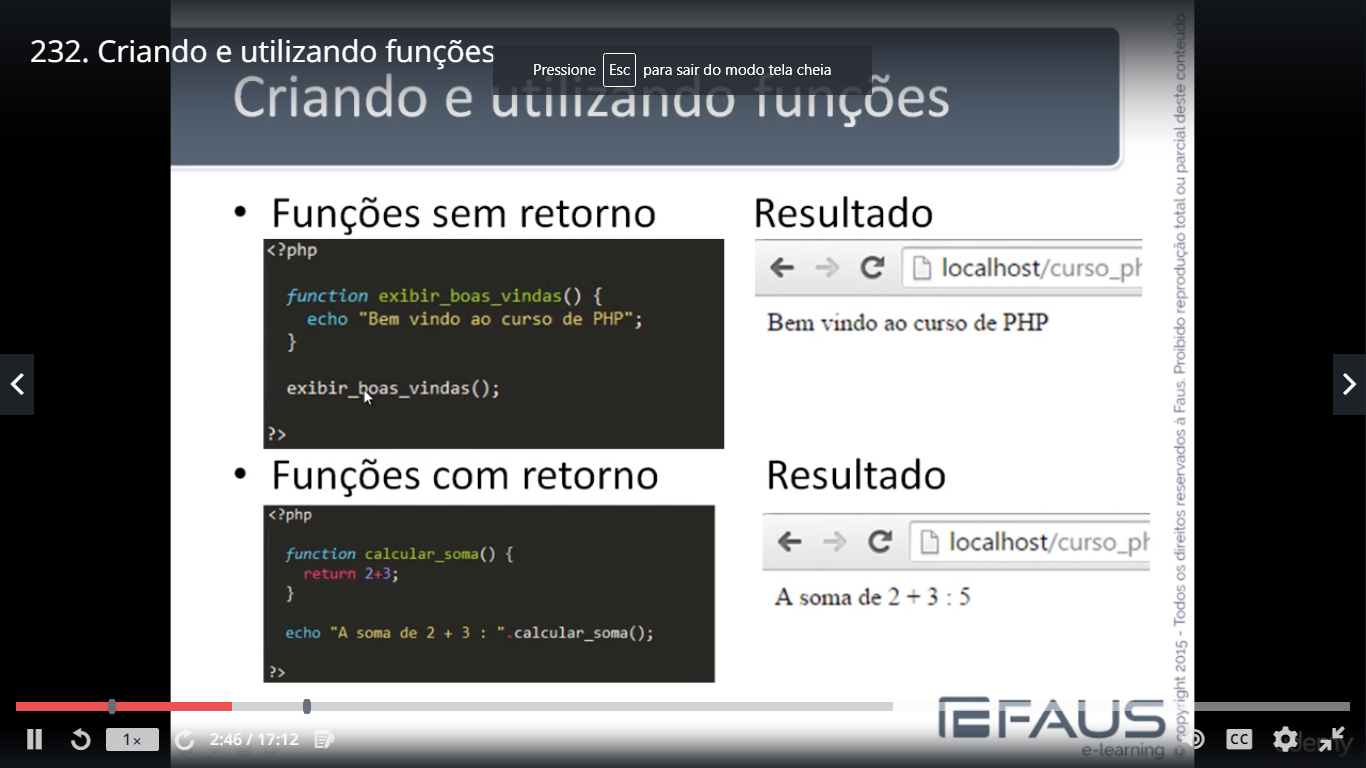 232. Criando e utilizando funções
Pressione Esc para sair do modo tela cheia
Criando e utilizando funções
• Funções sem retorno
<?php
function exibir_boas_vindas() {
echo "Bem vindo ao curso de PHP";
}
exibir_boas_vindas();
?>
Resultado
localhost/curso_ph
Bem vindo ao curso de PHP
• Funções com retorno
<?php
function calcular_soma() {
return 2+3;
}
echo "A soma de 2 + 3 : ".calcular_soma();
?>
Resultado
localhost/curso_ph
A soma de 2 + 3 : 5
© Copyright 2015 - Todos os direitos reservados à Faus. Proibido reprodução total ou parcial deste conteúdo.
FAUS
e-learning
1×
2:46 / 17:12
CC